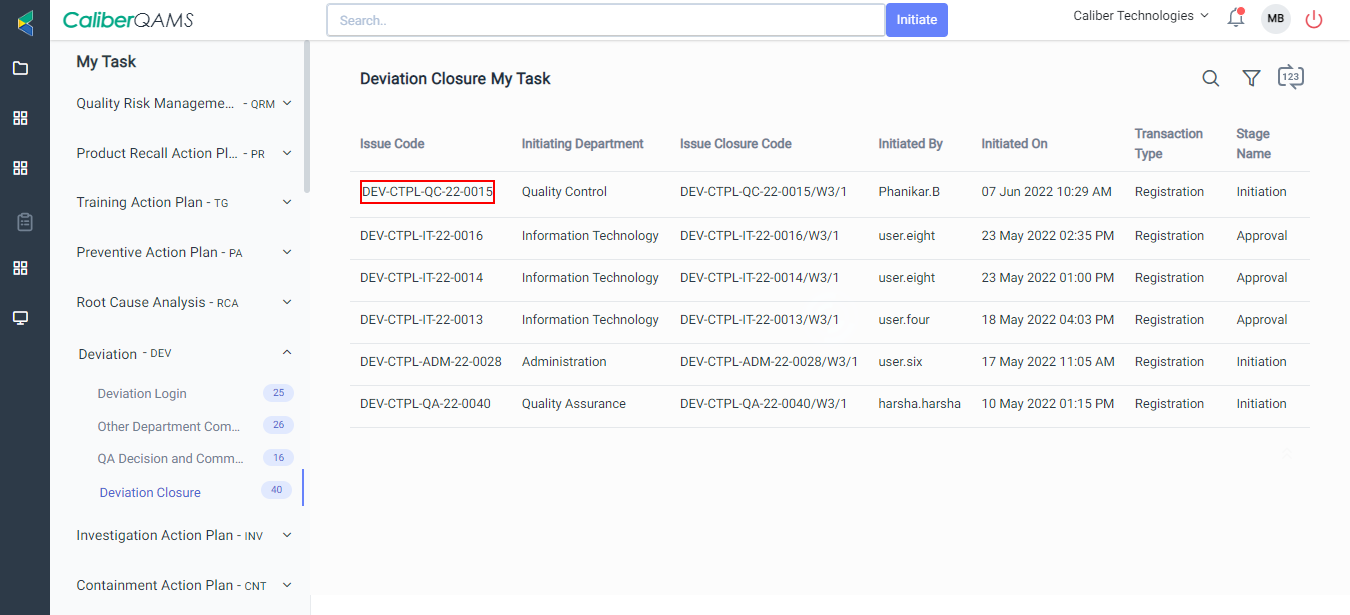 CaliberQAMS
Search..
Initiate
Caliber Technologies
MB
My Task
Quality Risk Manageme... - QRM
Product Recall Action Pl... - PR
Training Action Plan - TG
Preventive Action Plan - PA
Root Cause Analysis - RCA
Deviation - DEV
Deviation Login 25
Other Department Com... 26
QA Decision and Comm... 16
Deviation Closure 40
Investigation Action Plan - INV
Containment Action Plan - CNT
Deviation Closure My Task
123
Issue Code Initiating Department Issue Closure Code Initiated By Initiated On Transaction Type Stage Name
DEV-CTPL-QC-22-0015 Quality Control DEV-CTPL-QC-22-0015/W3/1 Phanikar.B 07 Jun 2022 10:29 AM Registration Initiation
DEV-CTPL-IT-22-0016 Information Technology DEV-CTPL-IT-22-0016/W3/1 user.eight 23 May 2022 02:35 PM Registration Approval
DEV-CTPL-IT-22-0014 Information Technology DEV-CTPL-IT-22-0014/W3/1 user.eight 23 May 2022 01:00 PM Registration Approval
DEV-CTPL-IT-22-0013 Information Technology DEV-CTPL-IT-22-0013/W3/1 user.four 18 May 2022 04:03 PM Registration Approval
DEV-CTPL-ADM-22-0028 Administration DEV-CTPL-ADM-22-0028/W3/1 user.six 17 May 2022 11:05 AM Registration Initiation
DEV-CTPL-QA-22-0040 Quality Assurance DEV-CTPL-QA-22-0040/W3/1 harsha.harsha 10 May 2022 01:15 PM Registration Initiation